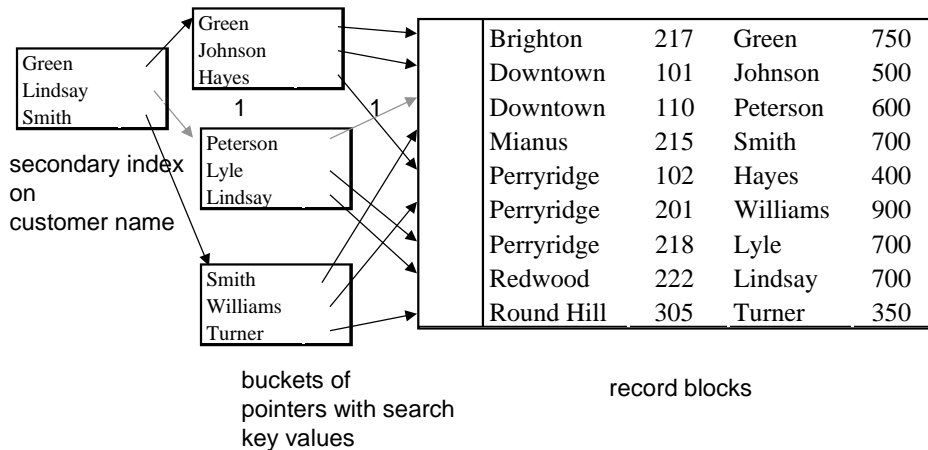 Green
Lindsay
Smith
secondary index
on
customer name
Green
Johnson
Hayes
1
1
Peterson
Lyle
Lindsay
Smith
Williams
Turner
buckets of
pointers with search
key values
Brighton 217 Green 750
Downtown 101 Johnson 500
Downtown 110 Peterson 600
Mianus 215 Smith 700
Perryridge 102 Hayes 400
Perryridge 201 Williams 900
Perryridge 218 Lyle 700
Redwood 222 Lindsay 700
Round Hill 305 Turner 350
record blocks